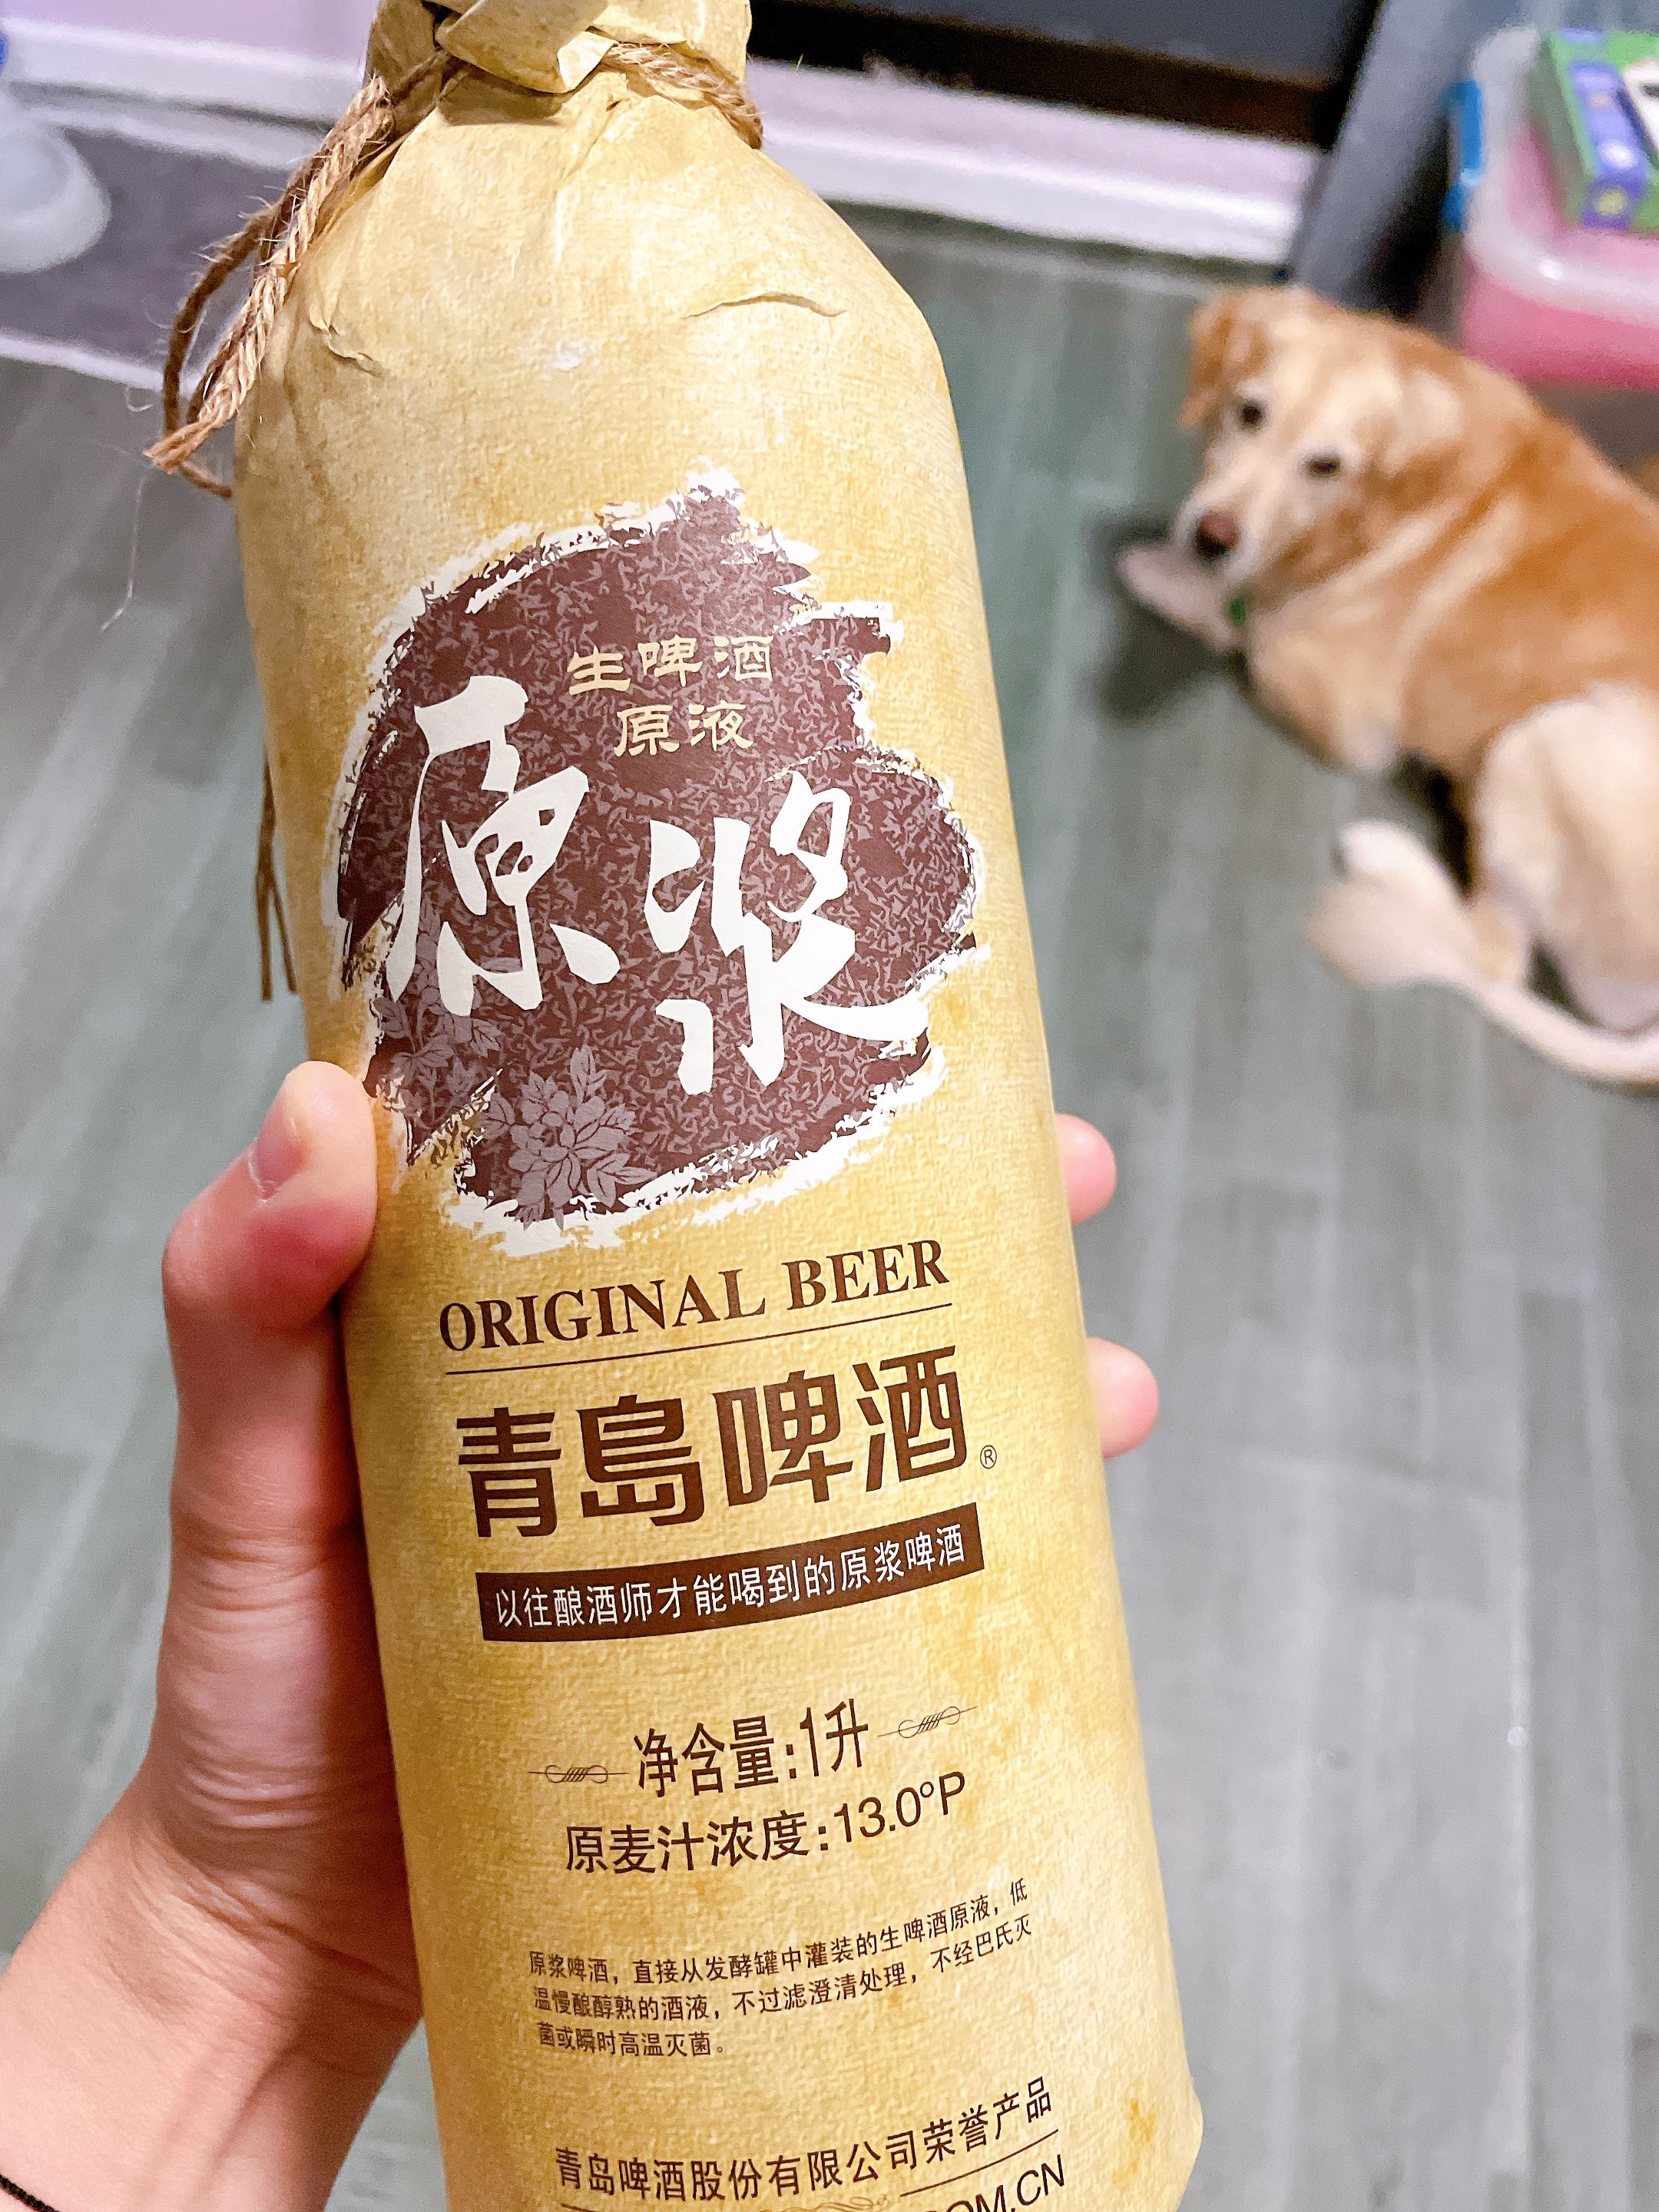 生啤酒
原液
原浆
ORIGINAL BEER
青島啤酒®
以往酿酒师才能喝到的原浆啤酒
净含量:1升
原麦汁浓度:13.0°P
原浆啤酒，直接从发酵罐中灌装的生啤酒原液，低
温慢酿醇熟的酒液，不过滤澄清处理，不经巴氏灭
菌或瞬时高温灭菌。
青岛啤酒股份有限公司荣誉产品
OM.CN